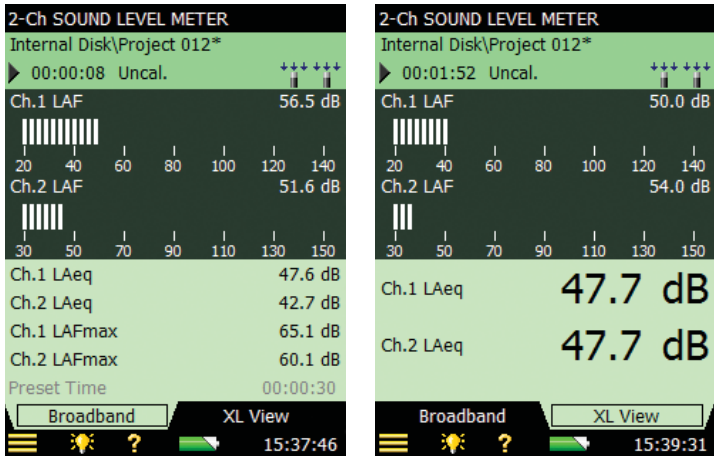 2-Ch SOUND LEVEL METER
Internal Disk\Project 012*
00:00:08 Uncal.
Ch.1 LAF 56.5 dB
20 40 60 80 100 120 140
Ch.2 LAF 51.6 dB
30 50 70 90 110 130 150
Ch.1 LAeq 47.6 dB
Ch.2 LAeq 42.7 dB
Ch.1 LAFmax 65.1 dB
Ch.2 LAFmax 60.1 dB
Preset Time 00:00:30
Broadband XL View
? 15:37:46
2-Ch SOUND LEVEL METER
Internal Disk\Project 012*
00:01:52 Uncal.
Ch.1 LAF 50.0 dB
20 40 60 80 100 120 140
Ch.2 LAF 54.0 dB
30 50 70 90 110 130 150
Ch.1 LAeq 47.7 dB
Ch.2 LAeq 47.7 dB
Broadband XL View
? 15:39:31